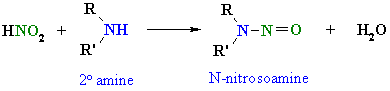 HNO₂ + R NH R' → R N–N=O R' + H₂O
2° amine N-nitrosoamine